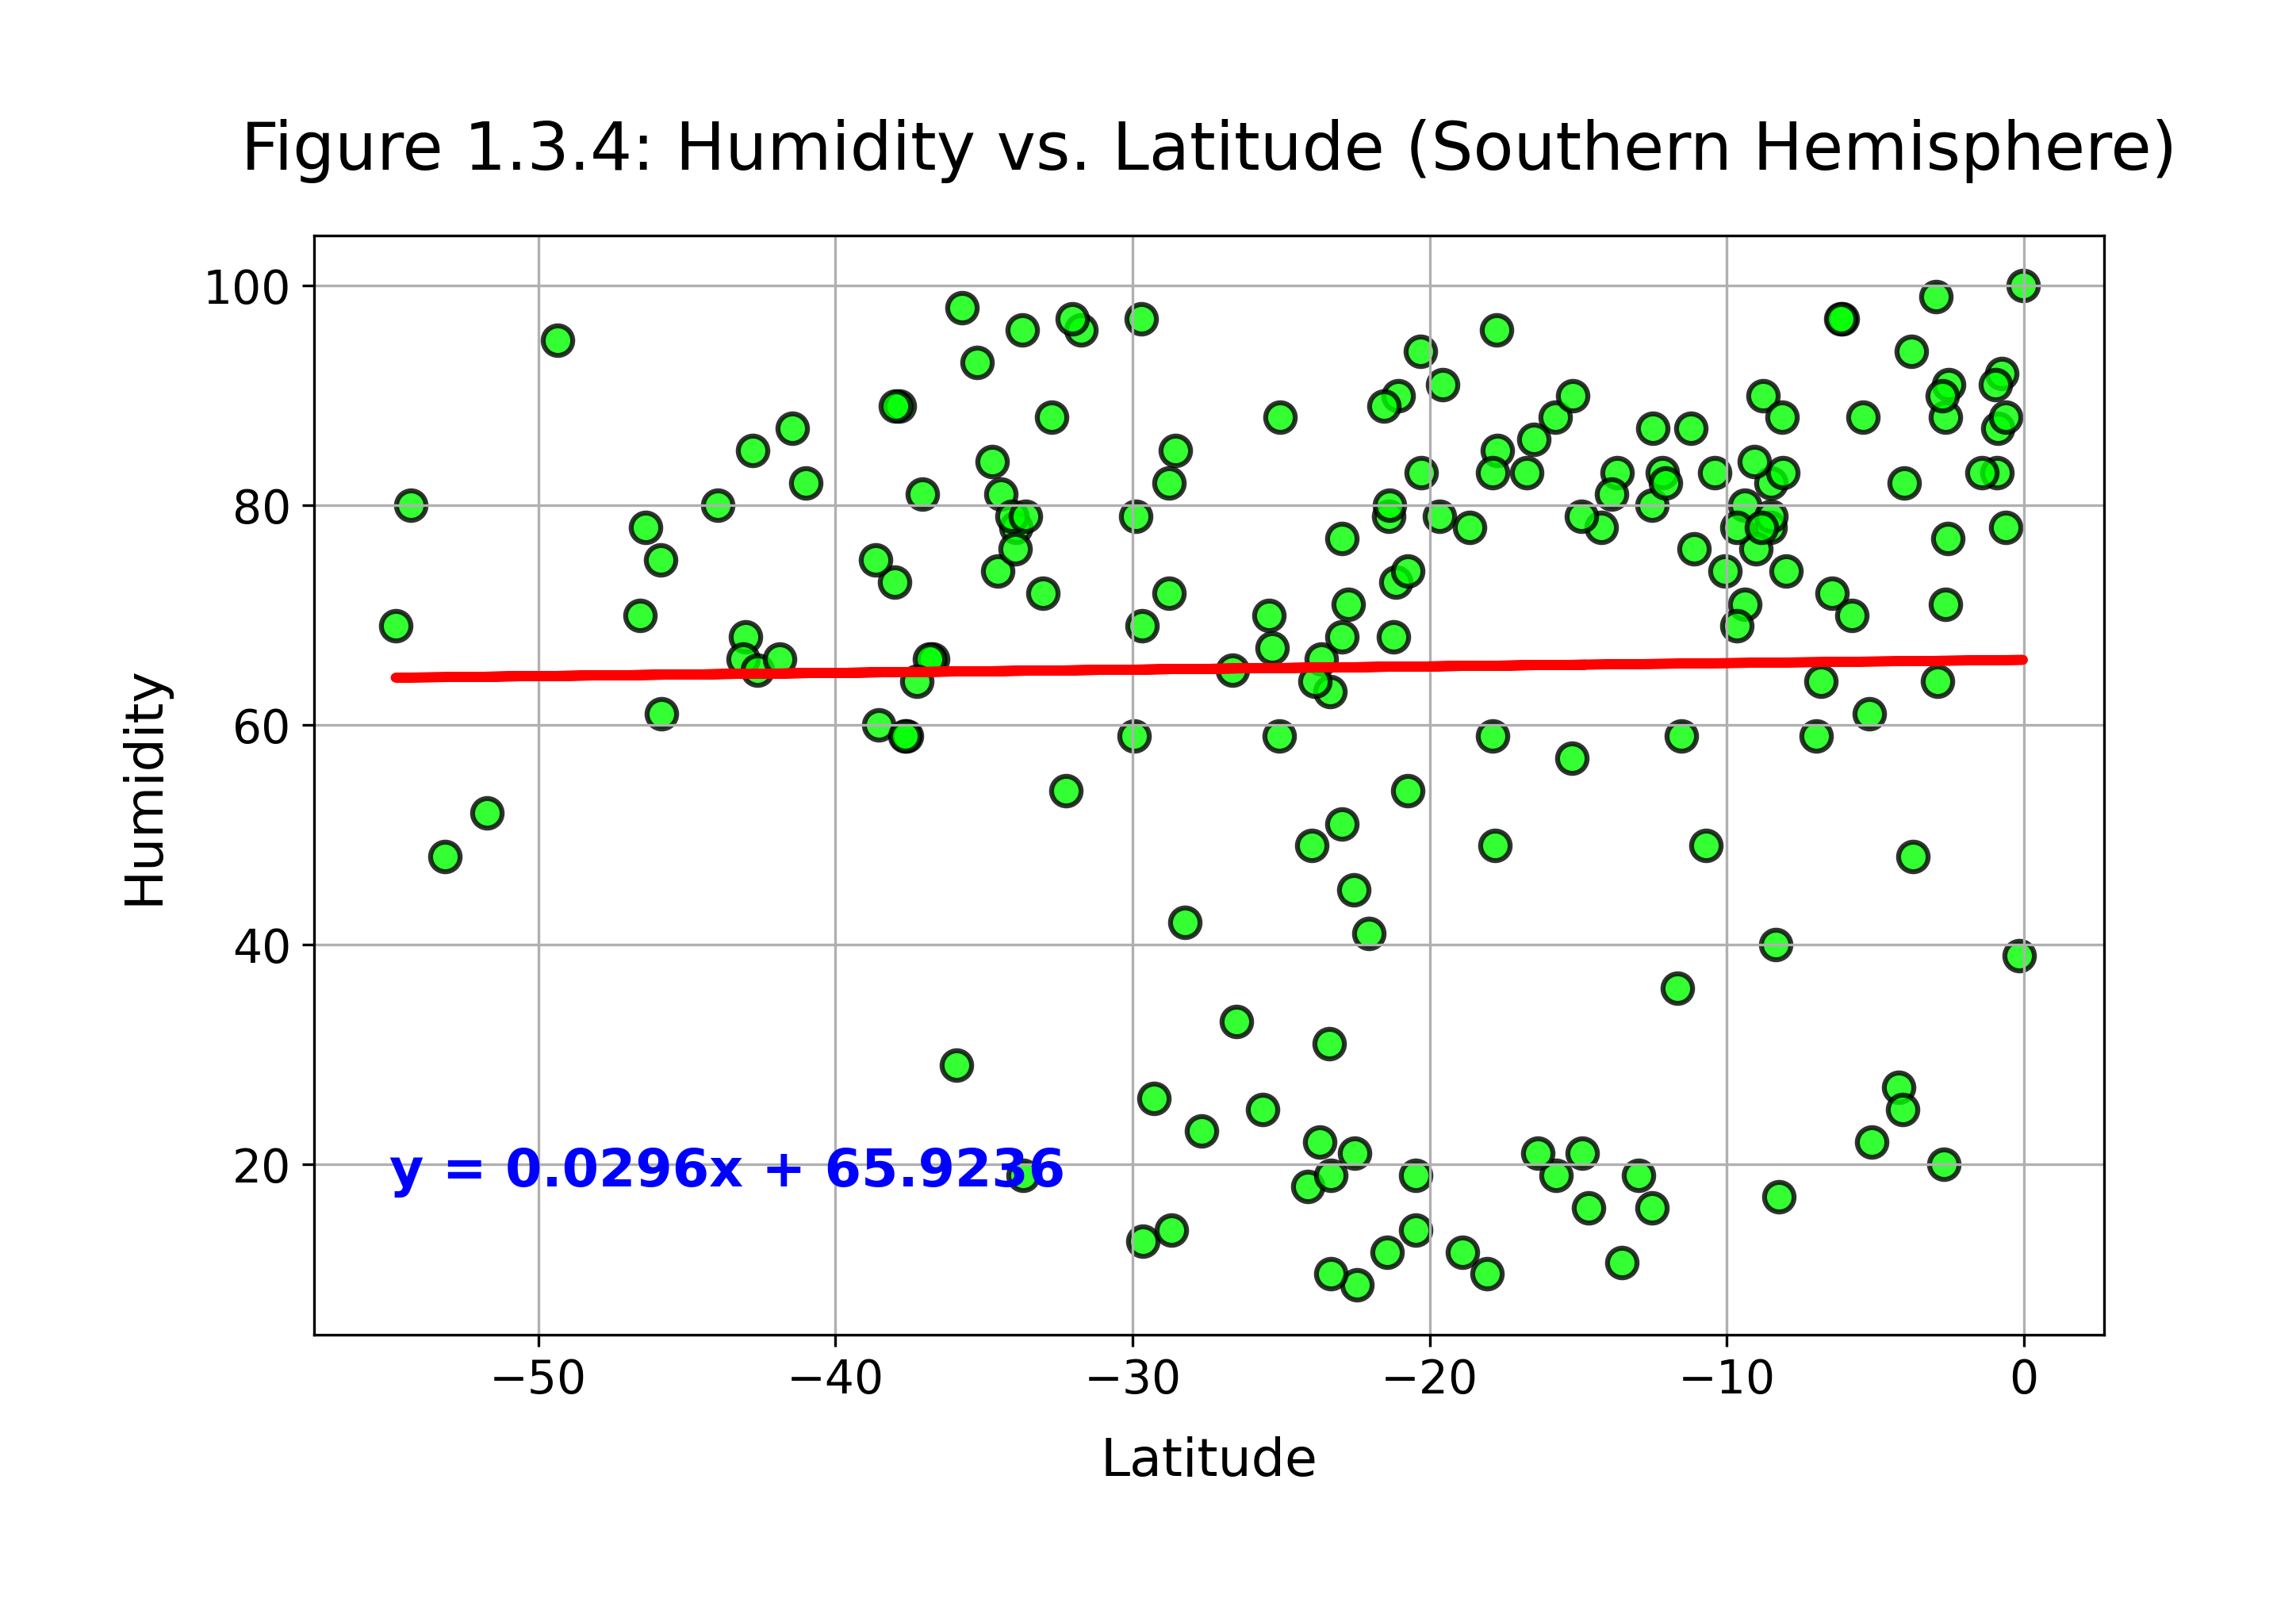 Figure 1.3.4: Humidity vs. Latitude (Southern Hemisphere)
Humidity
100
80
60
40
20
y = 0.0296x + 65.9236
−50
−40
−30
−20
−10
0
Latitude